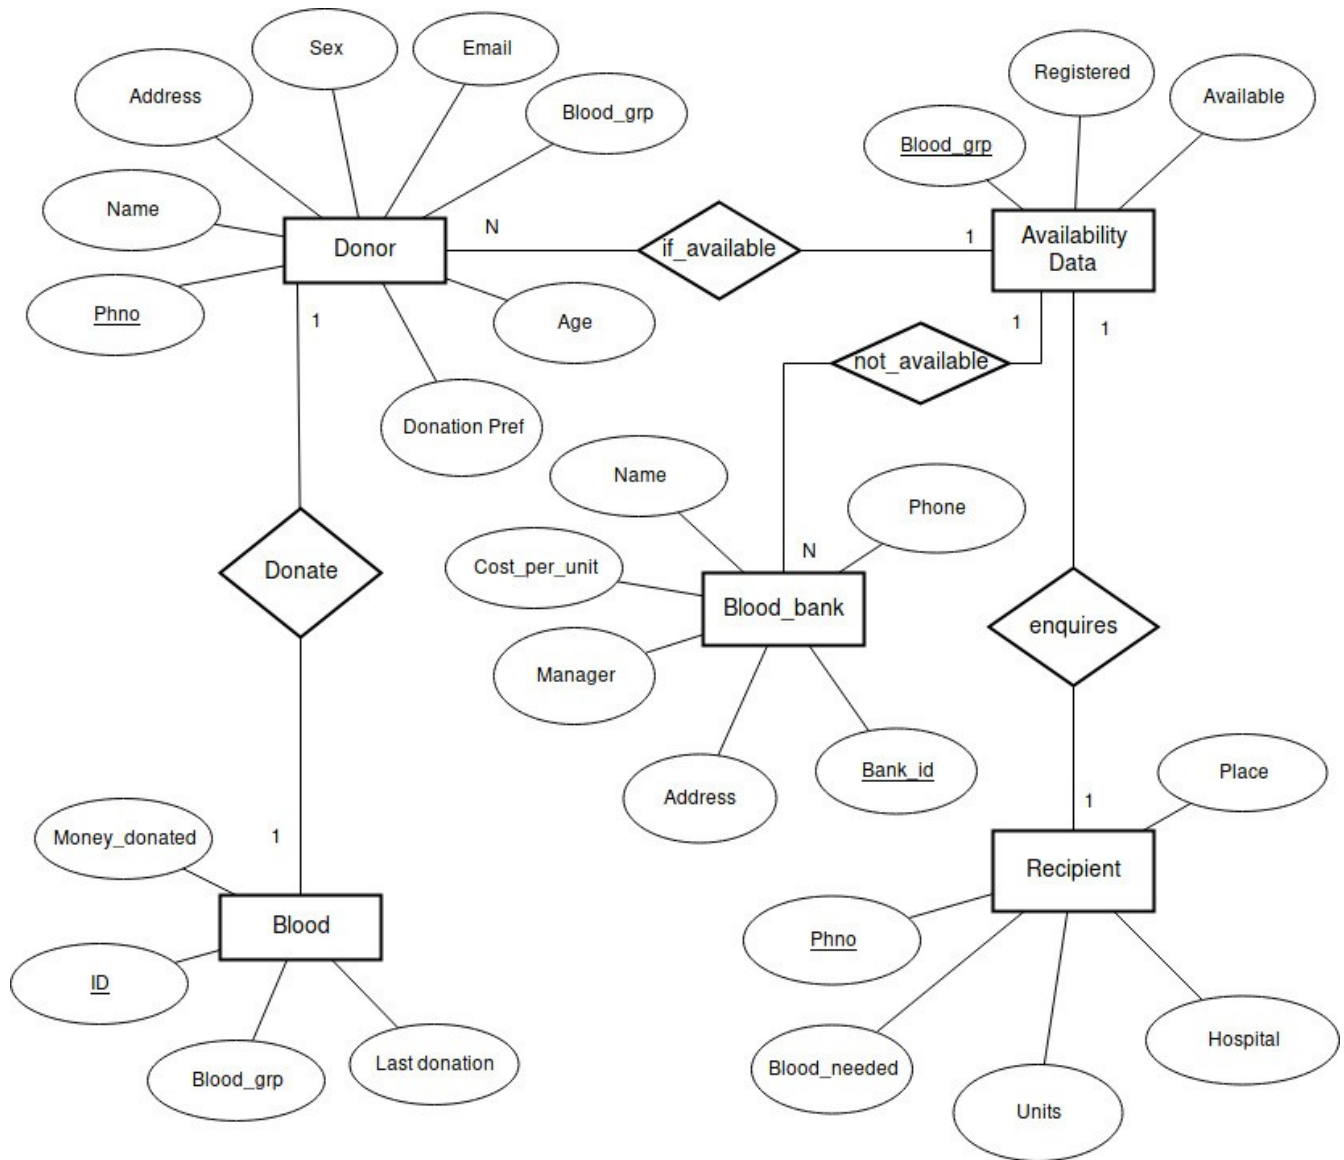 Sex
Email
Address
Blood_grp
Registered
Available
Blood_grp
Name
Donor
N
if_available
1
Availability
Data
Phno
1
Age
1
1
not_available
Donation Pref
Name
Phone
Donate
Cost_per_unit
N
Blood_bank
enquires
Manager
Address
Bank_id
Place
1
Money_donated
1
Recipient
Blood
Phno
ID
Last donation
Blood_grp
Hospital
Blood_needed
Units